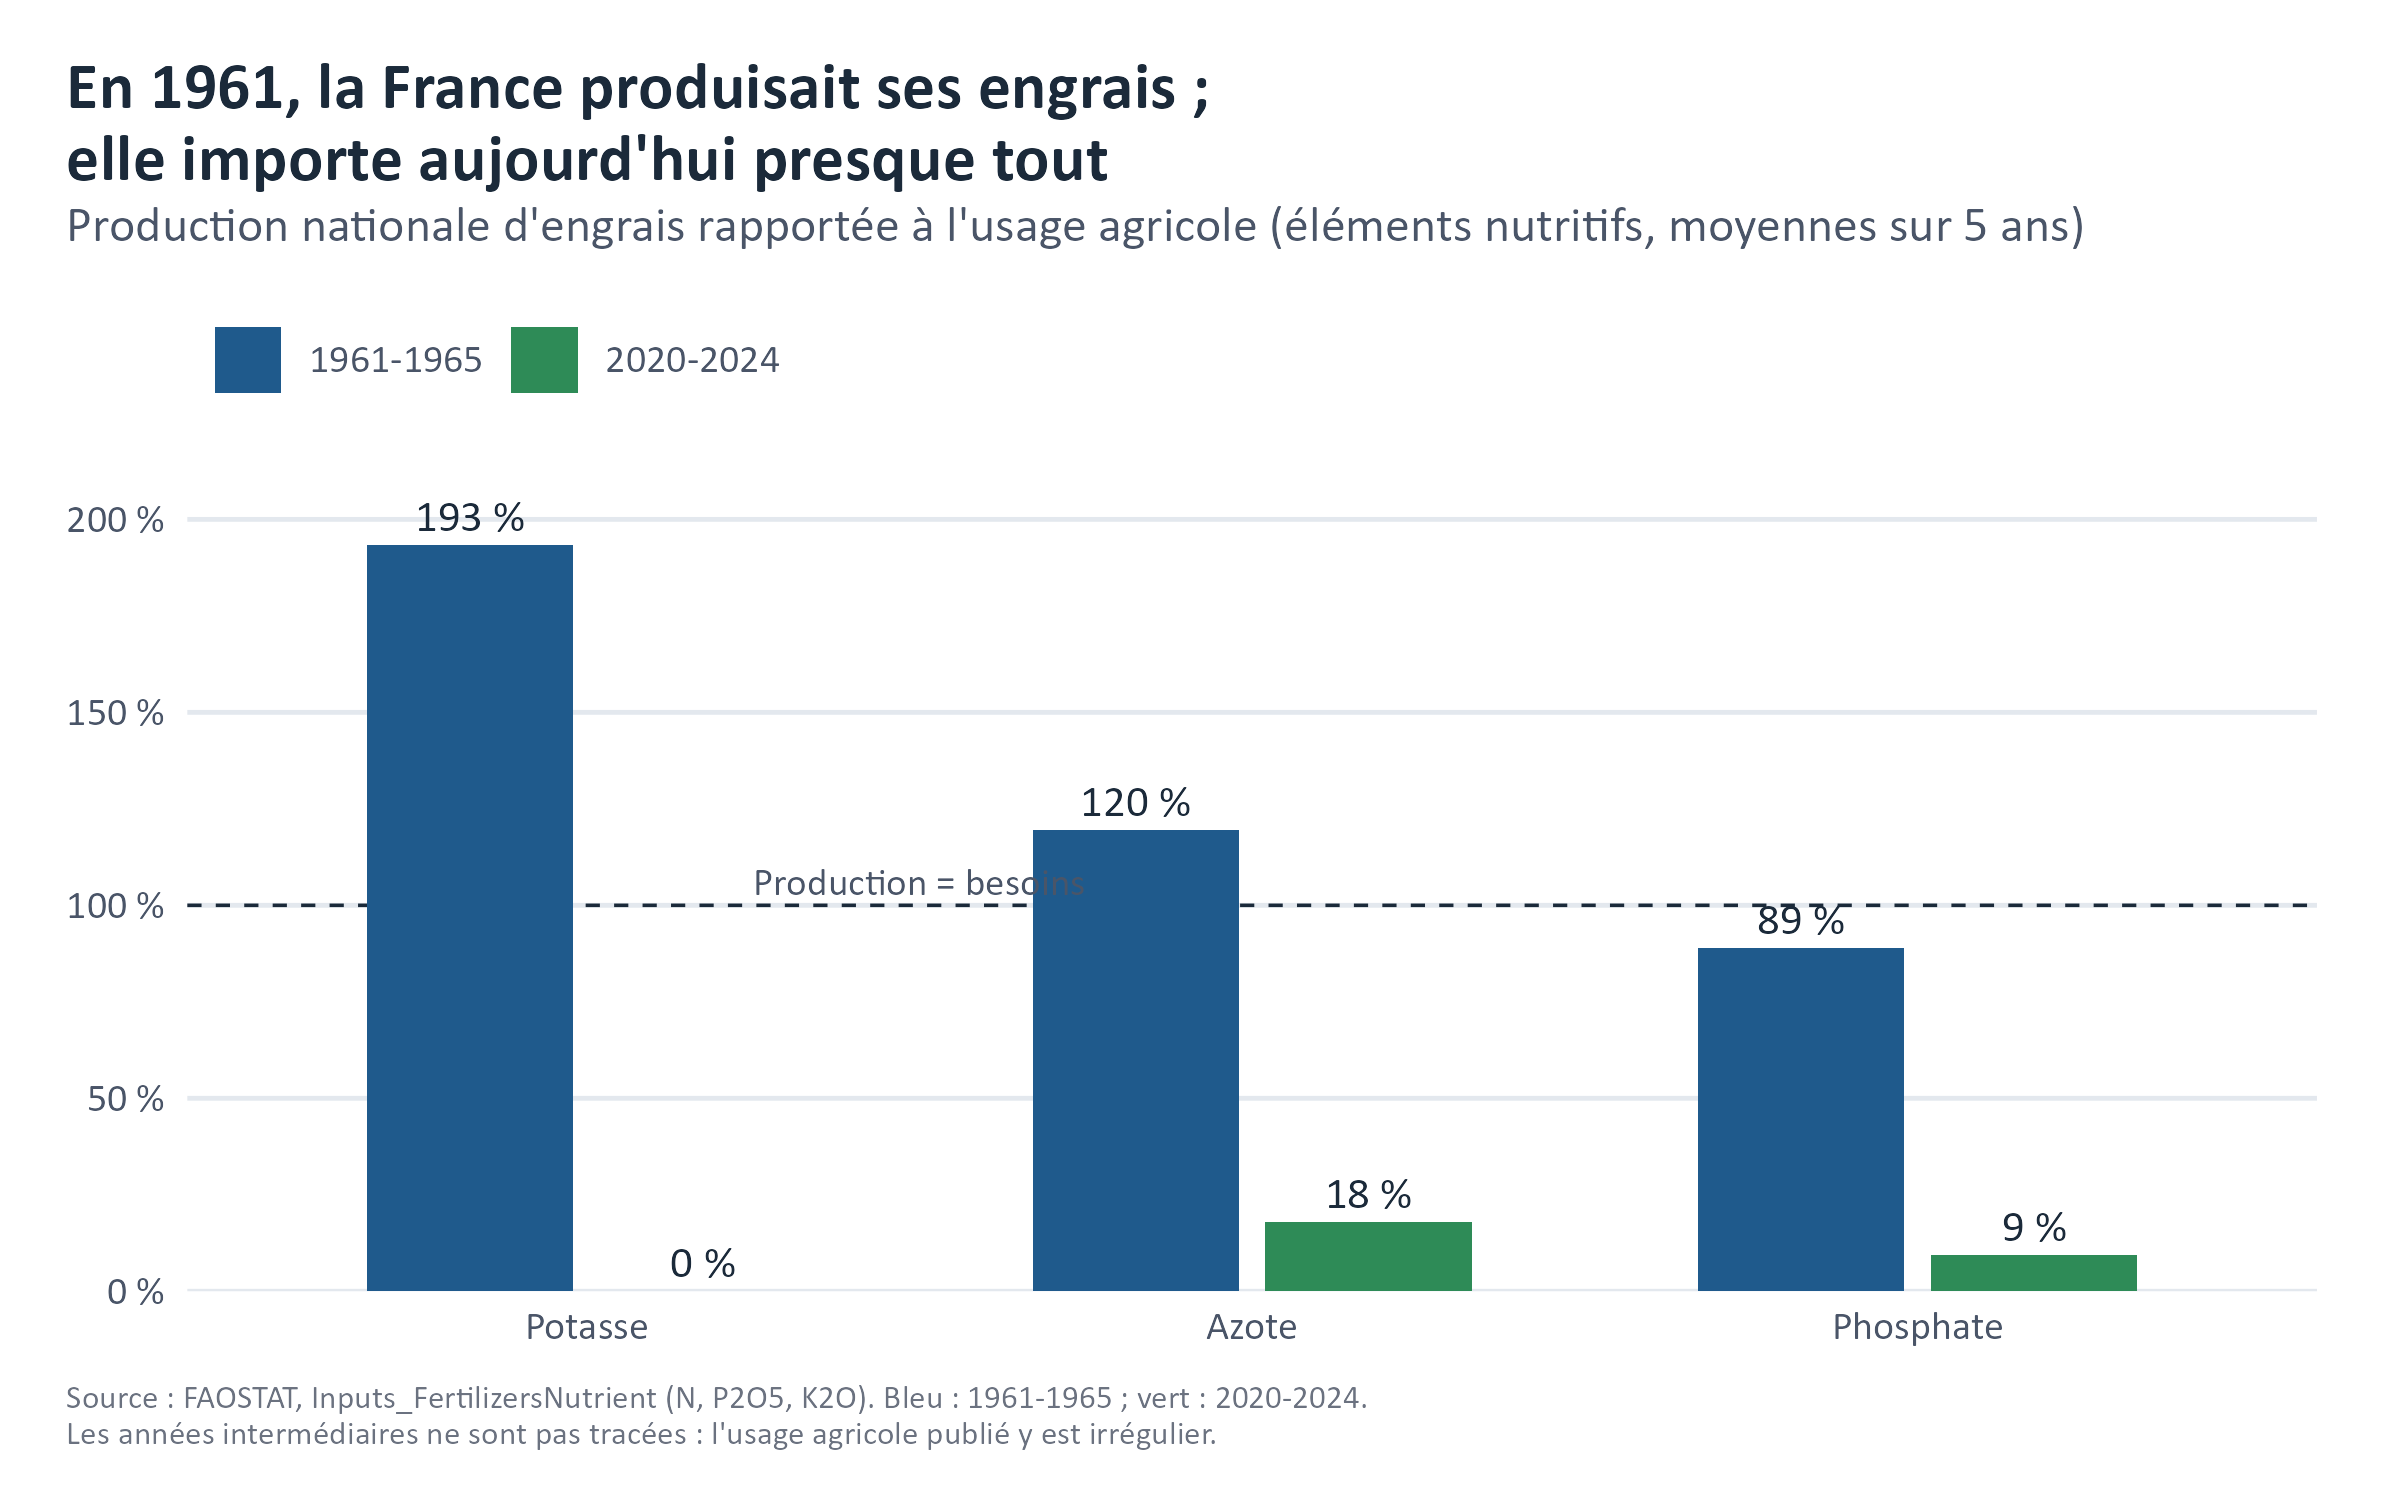 En 1961, la France produisait ses engrais ;
elle importe aujourd'hui presque tout
Production nationale d'engrais rapportée à l'usage agricole (éléments nutritifs, moyennes sur 5 ans)
1961-1965
2020-2024
200 %
193 %
150 %
120 %
Production = besoins
100 %
89 %
50 %
18 %
9 %
0 %
0 %
Potasse
Azote
Phosphate
Source : FAOSTAT, Inputs_FertilizersNutrient (N, P2O5, K2O). Bleu : 1961-1965 ; vert : 2020-2024.
Les années intermédiaires ne sont pas tracées : l'usage agricole publié y est irrégulier.